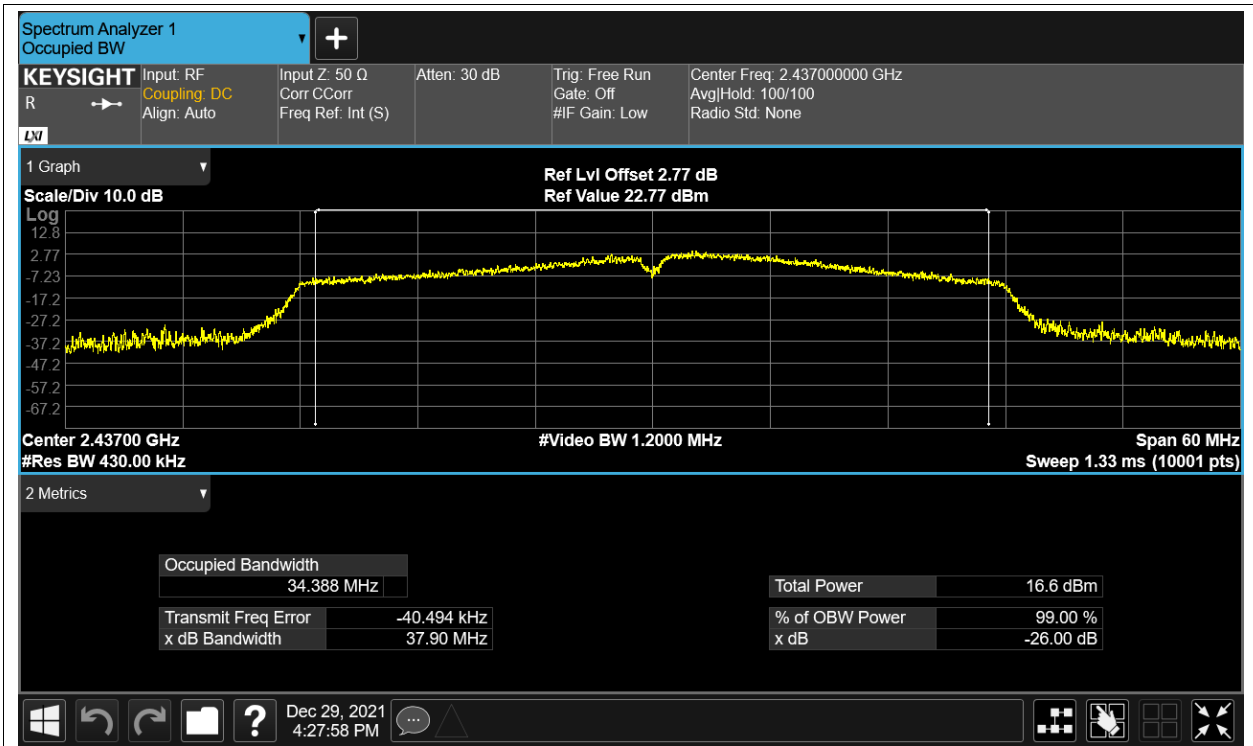 Spectrum Analyzer 1
Occupied BW
KEYSIGHT
R
LXI
Input: RF
Coupling: DC
Align: Auto
Input Z: 50 Ω
Corr CCorr
Freq Ref: Int (S)
Atten: 30 dB
Trig: Free Run
Gate: Off
#IF Gain: Low
Center Freq: 2.437000000 GHz
Avg|Hold: 100/100
Radio Std: None
1 Graph
Scale/Div 10.0 dB
Ref Lvl Offset 2.77 dB
Ref Value 22.77 dBm
Log
12.8
2.77
-7.23
-17.2
-27.2
-37.2
-47.2
-57.2
-67.2
Center 2.43700 GHz
#Res BW 430.00 kHz
#Video BW 1.2000 MHz
Span 60 MHz
Sweep 1.33 ms (10001 pts)
2 Metrics
Occupied Bandwidth
34.388 MHz
Transmit Freq Error -40.494 kHz
x dB Bandwidth 37.90 MHz
Total Power 16.6 dBm
% of OBW Power 99.00 %
x dB -26.00 dB
?
Dec 29, 2021
4:27:58 PM